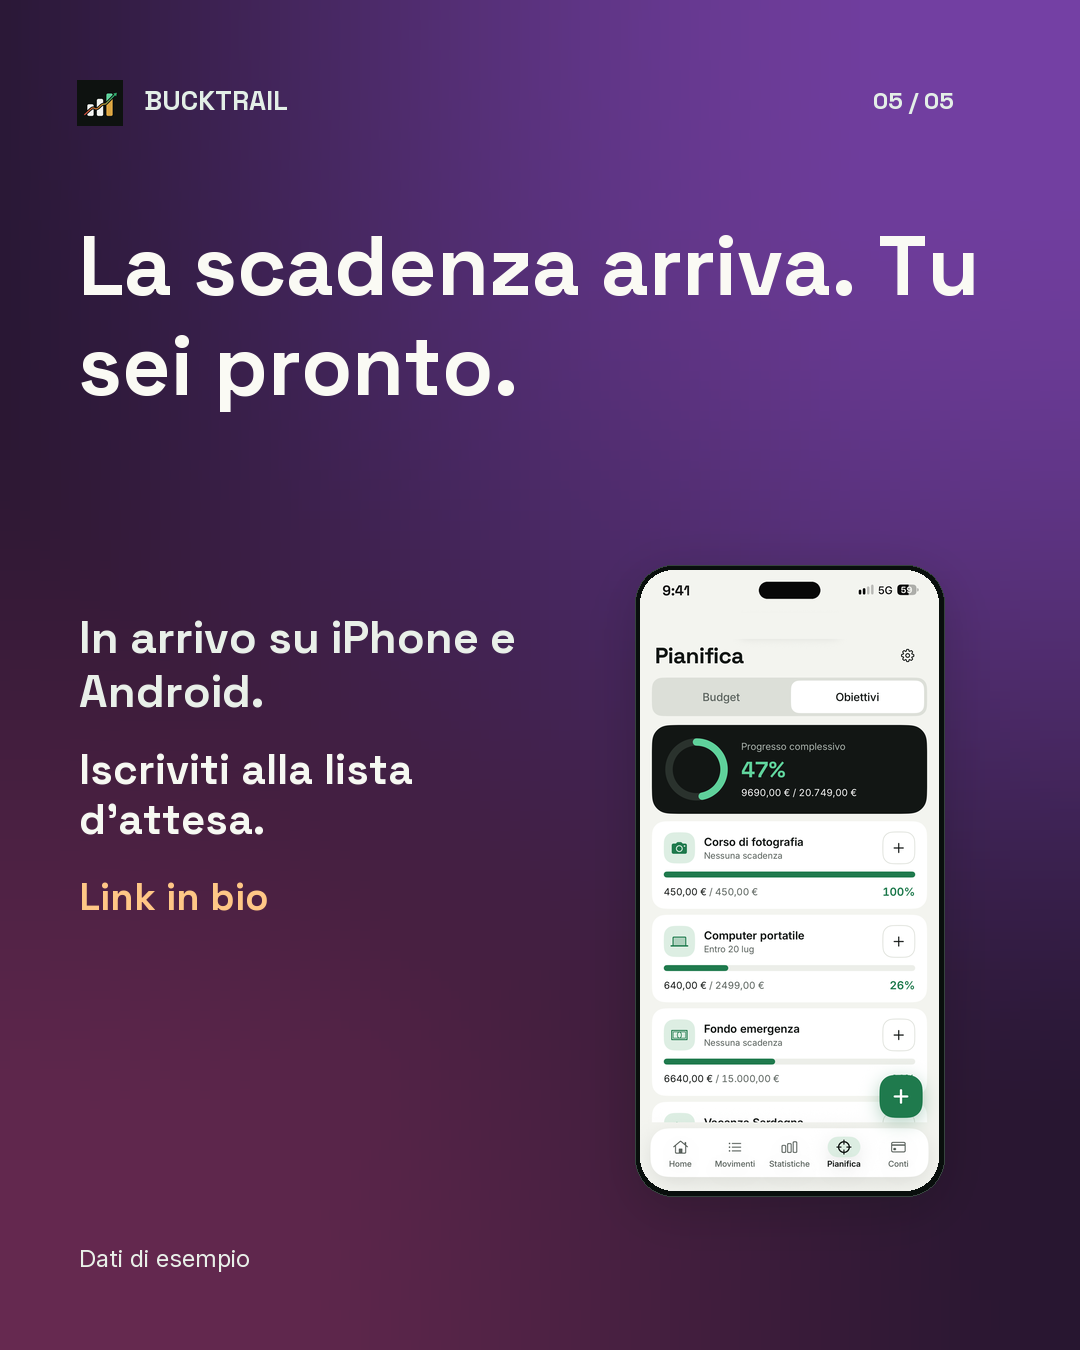 BUCKTRAIL
05 / 05
La scadenza arriva. Tu
sei pronto.
In arrivo su iPhone e
Android.
Iscriviti alla lista
d’attesa.
Link in bio
9:41
5G 59
Pianifica
Budget
Obiettivi
Progresso complessivo
47%
9690,00 € / 20.749,00 €
Corso di fotografia
Nessuna scadenza
450,00 € / 450,00 €
100%
Computer portatile
Entro 20 lug
640,00 € / 2499,00 €
26%
Fondo emergenza
Nessuna scadenza
6640,00 € / 15.000,00 €
Home
Movimenti
Statistiche
Pianifica
Conti
Dati di esempio